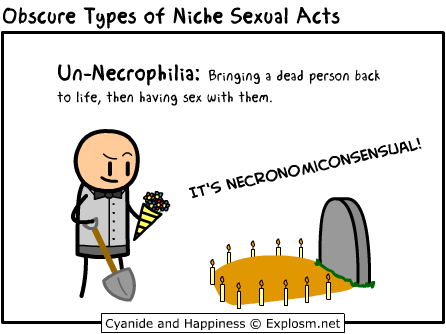 Obscure Types of Niche Sexual Acts
Un-Necrophilia: Bringing a dead person back
to life, then having sex with them.
IT'S NECRONOMICONSENSUAL!
Cyanide and Happiness © Explosm.net